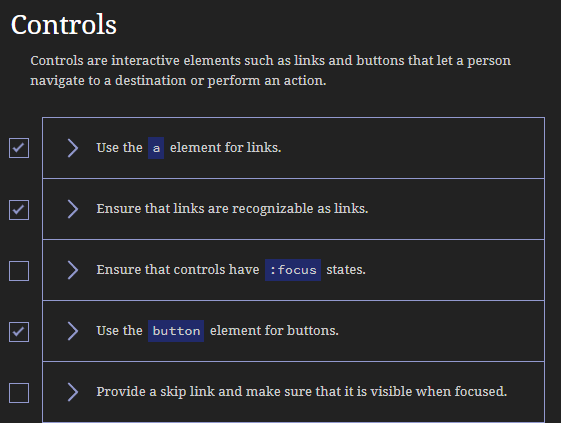 Controls
Controls are interactive elements such as links and buttons that let a person
navigate to a destination or perform an action.
Use the a element for links.
Ensure that links are recognizable as links.
Ensure that controls have :focus states.
Use the button element for buttons.
Provide a skip link and make sure that it is visible when focused.